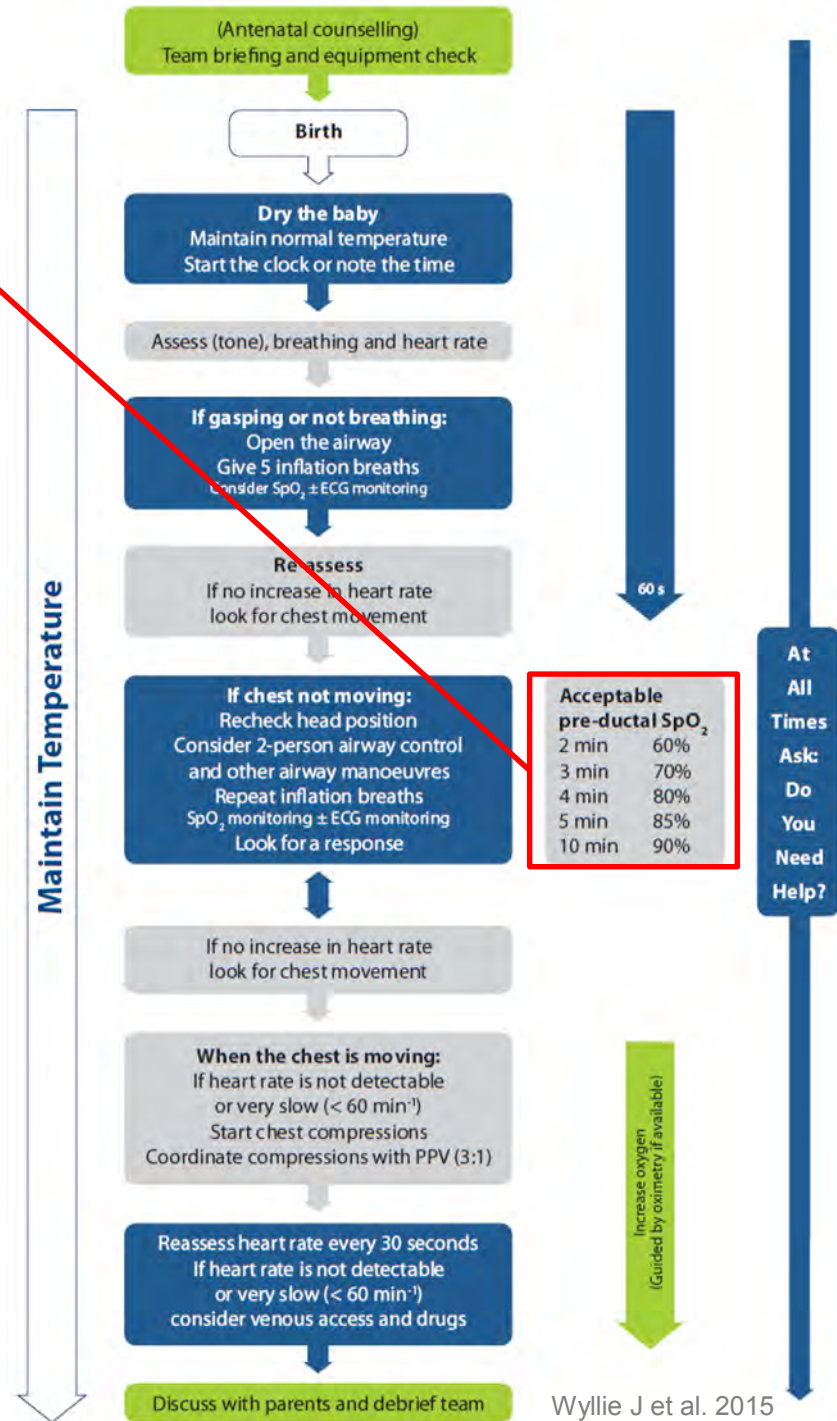 (Antenatal counselling)
Team briefing and equipment check
Birth
Dry the baby
Maintain normal temperature
Start the clock or note the time
Assess (tone), breathing and heart rate
If gasping or not breathing:
Open the airway
Give 5 inflation breaths
Consider SpO₂ ± ECG monitoring
Re-assess
If no increase in heart rate
look for chest movement
60 s
If chest not moving:
Recheck head position
Consider 2-person airway control
and other airway manoeuvres
Repeat inflation breaths
SpO₂ monitoring ± ECG monitoring
Look for a response
Acceptable
pre-ductal SpO₂
2 min 60%
3 min 70%
4 min 80%
5 min 85%
10 min 90%
At
All
Times
Ask:
Do
You
Need
Help?
Maintain Temperature
If no increase in heart rate
look for chest movement
When the chest is moving:
If heart rate is not detectable
or very slow (< 60 min⁻¹)
Start chest compressions
Coordinate compressions with PPV (3:1)
Increase oxygen
(Guided by oximetry if available)
Reassess heart rate every 30 seconds
If heart rate is not detectable
or very slow (< 60 min⁻¹)
consider venous access and drugs
Discuss with parents and debrief team
Wyllie J et al. 2015